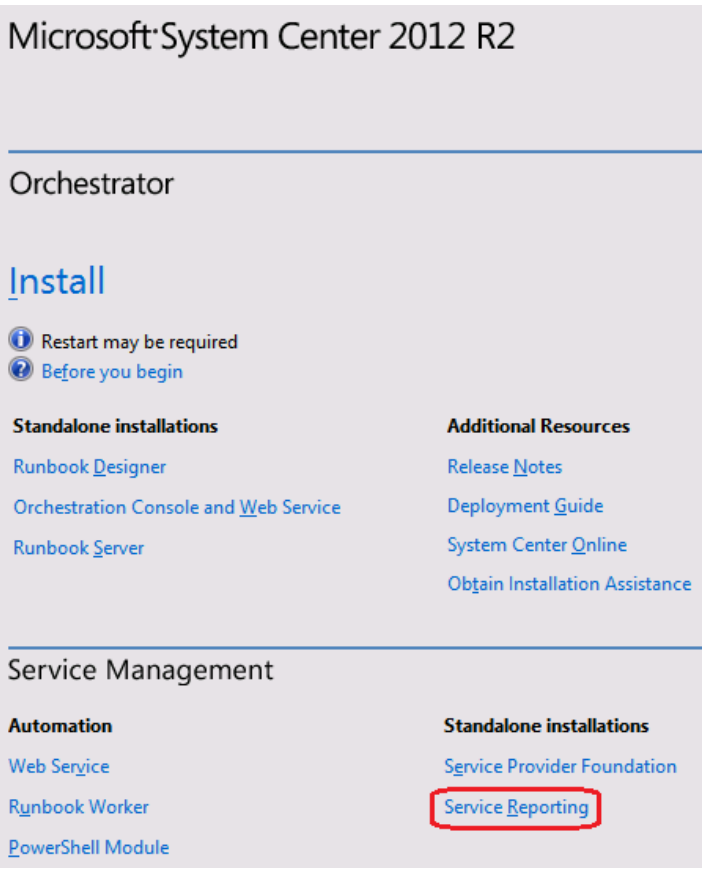 Microsoft System Center 2012 R2
Orchestrator
Install
Restart may be required
Before you begin
Standalone installations
Runbook Designer
Orchestration Console and Web Service
Runbook Server
Additional Resources
Release Notes
Deployment Guide
System Center Online
Obtain Installation Assistance
Service Management
Automation
Web Service
Runbook Worker
PowerShell Module
Standalone installations
Service Provider Foundation
Service Reporting